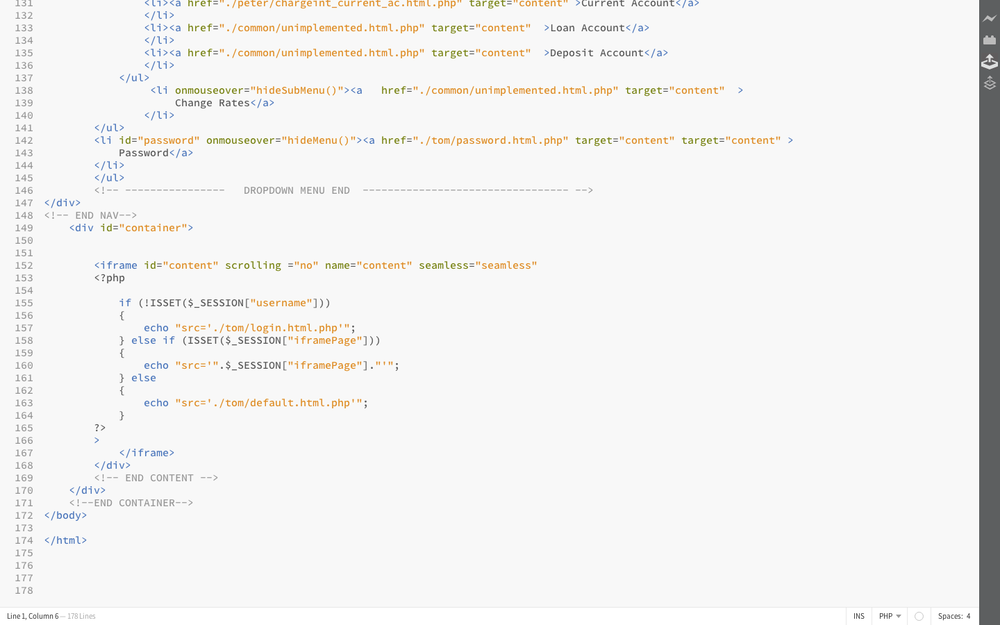 131                 <li><a href="./peter/chargeint_current_ac.html.php" target="content" >Current Account</a>
132                 </li>
133                 <li><a href="./common/unimplemented.html.php" target="content"  >Loan Account</a>
134                 </li>
135                 <li><a href="./common/unimplemented.html.php" target="content"  >Deposit Account</a>
136                 </li>
137             </ul>
138                  <li onmouseover="hideSubMenu()"><a   href="./common/unimplemented.html.php" target="content"  >
139                      Change Rates</a>
140                 </li>
141         </ul>
142         <li id="password" onmouseover="hideMenu()"><a href="./tom/password.html.php" target="content" target="content" >
143             Password</a>
144         </li>
145         </ul>
146         <!-- ----------------   DROPDOWN MENU END  --------------------------------- -->
147 </div>
148 <!-- END NAV-->
149     <div id="container">
150
151
152         <iframe id="content" scrolling ="no" name="content" seamless="seamless"
153         <?php
154
155             if (!ISSET($_SESSION["username"]))
156             {
157                 echo "src='./tom/login.html.php'";
158             } else if (ISSET($_SESSION["iframePage"]))
159             {
160                 echo "src='".$_SESSION["iframePage"]."'";
161             } else
162             {
163                 echo "src='./tom/default.html.php'";
164             }
165         ?>
166         >
167             </iframe>
168         </div>
169         <!-- END CONTENT -->
170     </div>
171     <!--END CONTAINER-->
172 </body>
173
174 </html>
175
176
177
178
Line 1, Column 6 — 178 Lines INS PHP Spaces: 4